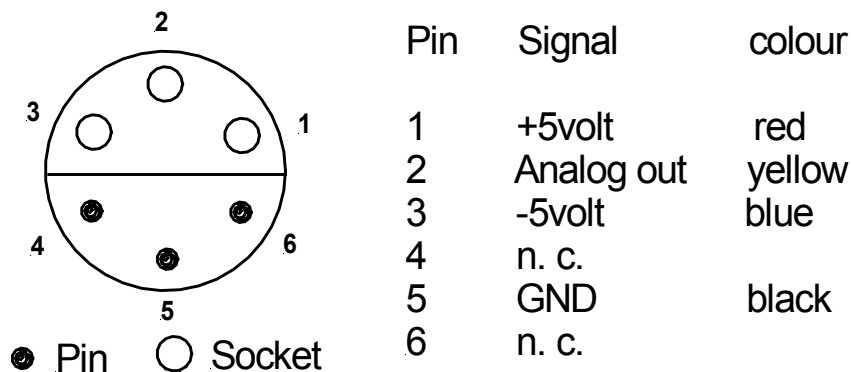 2
3
1
4
6
5
Pin Socket
Pin Signal colour
1 +5volt red
2 Analog out yellow
3 -5volt blue
4 n. c.
5 GND black
6 n. c.